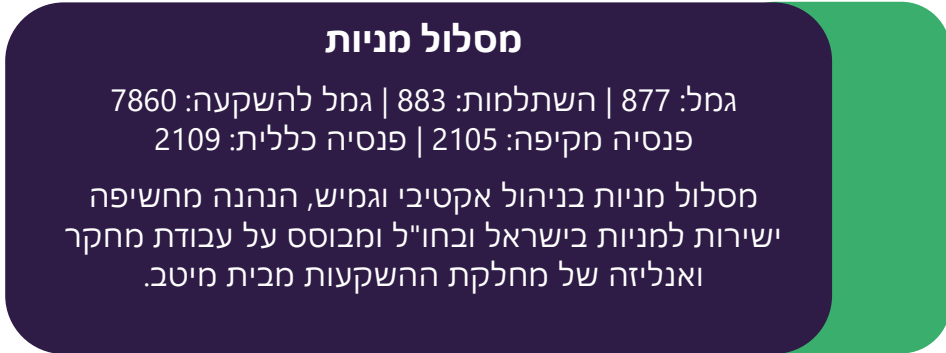 מסלול מניות
גמל: 877 | השתלמות: 883 | גמל להשקעה: 7860
פנסיה מקיפה: 2105 | פנסיה כללית: 2109
מסלול מניות בניהול אקטיבי וגמיש, הנהנה מחשיפה
ישירות למניות בישראל ובחו"ל ומבוסס על עבודת מחקר
ואנליזה של מחלקת ההשקעות מבית מיטב.